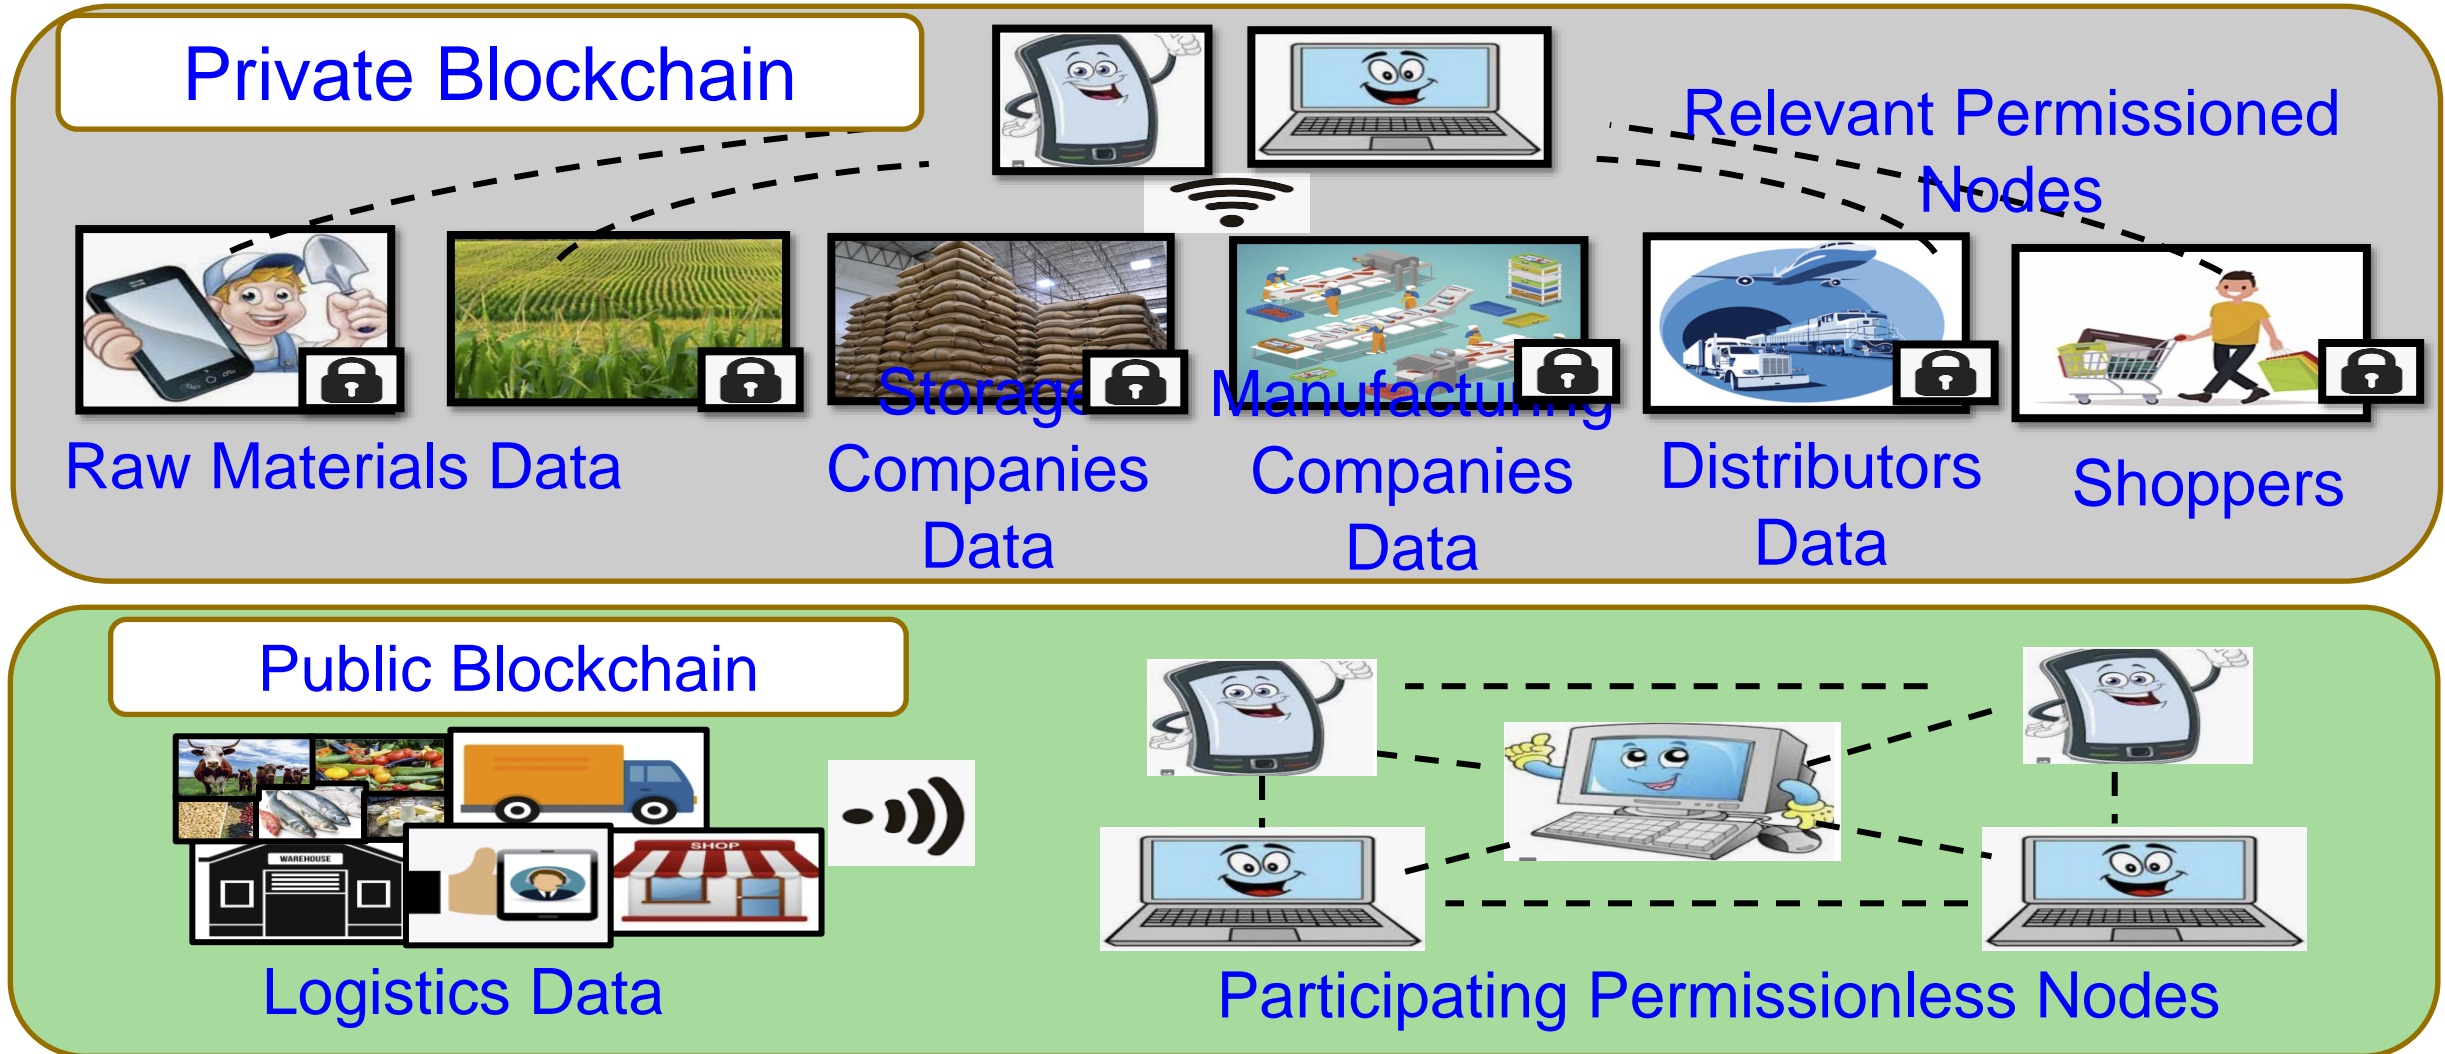 Private Blockchain
Relevant Permissioned
Nodes
Raw Materials Data
Storage
Companies
Data
Manufacturing
Companies
Data
Distributors
Data
Shoppers
Public Blockchain
WAREHOUSE
SHOP
Logistics Data
Participating Permissionless Nodes